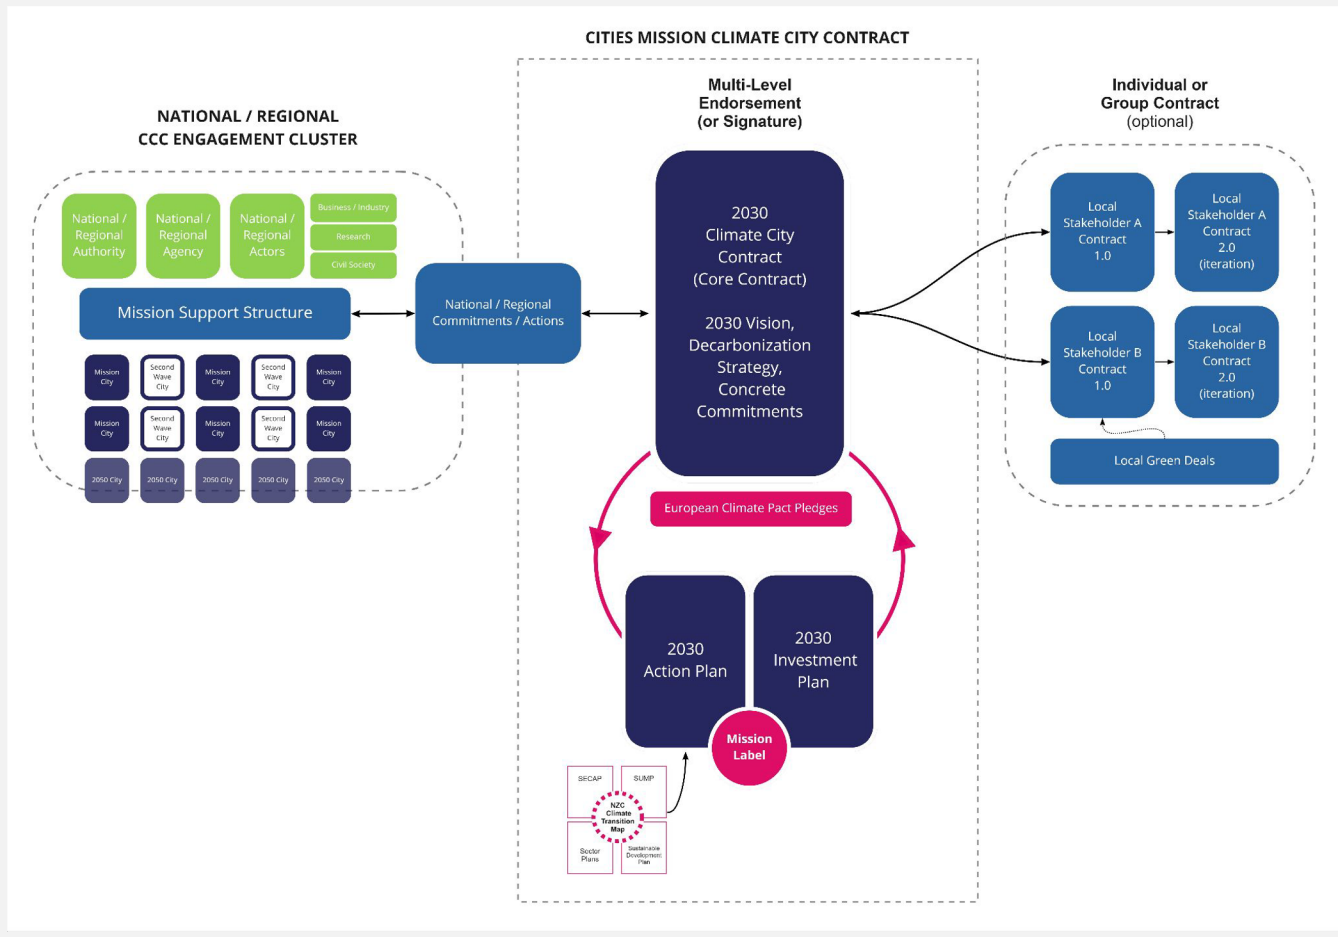 CITIES MISSION CLIMATE CITY CONTRACT
NATIONAL / REGIONAL
CCC ENGAGEMENT CLUSTER
National /
Regional
Authority
National /
Regional
Agency
National /
Regional
Actors
Business / Industry
Research
Civil Society
Mission Support Structure
Mission
City
Second
Wave
City
Mission
City
Second
Wave
City
Mission
City
Mission
City
Second
Wave
City
Mission
City
Second
Wave
City
Mission
City
2050 City
2050 City
2050 City
2050 City
2050 City
National / Regional
Commitments / Actions
Multi-Level
Endorsement
(or Signature)
2030
Climate City
Contract
(Core Contract)
2030 Vision,
Decarbonization
Strategy,
Concrete
Commitments
European Climate Pact Pledges
2030
Action Plan
2030
Investment
Plan
Mission
Label
SECAP
SUMP
NZC
Climate
Transition
Map
Sector
Plans
Sustainable
Development
Plan
Individual or
Group Contract
(optional)
Local
Stakeholder A
Contract
1.0
Local
Stakeholder A
Contract
2.0
(iteration)
Local
Stakeholder B
Contract
1.0
Local
Stakeholder B
Contract
2.0
(iteration)
Local Green Deals